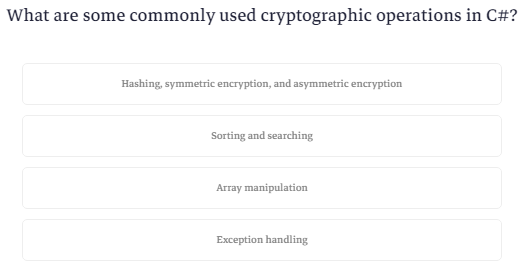 What are some commonly used cryptographic operations in C#?
Hashing, symmetric encryption, and asymmetric encryption
Sorting and searching
Array manipulation
Exception handling